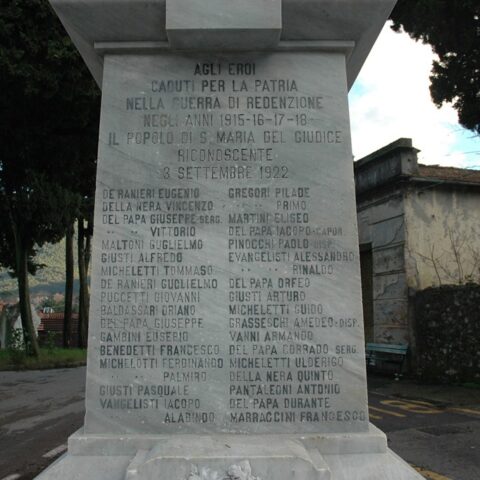 AGLI EROI
CADUTI PER LA PATRIA
NELLA GUERRA DI REDENZIONE
NEGLI ANNI 1915-16-17-18-
IL POPOLO DI S. MARIA DEL GIUDICE
RICONOSCENTE
3 SETTEMBRE 1922
DE RANIERI EUGENIO
DELLA NERA VINCENZO
DEL PAPA GIUSEPPE SERG.
" " VITTORIO
MALTONI GUGLIELMO
GIUSTI ALFREDO
MICHELETTI TOMMASO
DE RANIERI GUGLIELMO
PUCCETTI GIOVANNI
BALDASSARI DRIANO
DEL PAPA GIUSEPPE
GAMBINI EUSEBIO
BENEDETTI FRANCESCO
MICHELOTTI FERDINANDO
" " PALMIRO
GIUSTI PASQUALE
VANGELISTI IACOPO
" ALADINDO
GREGORI PILADE
" " PRIMO
MARTINI ELISEO
DEL PAPA IACOPO CAPOR.
PINOCCHI PAOLO DISP.
EVANGELISTI ALESSANDRO
" " RINALDO
DEL PAPA ORFEO
GIUSTI ARTURO
MICHELETTI GUIDO
GRASSESCHI AMEDEO DISP.
VANNI ARMANDO
DEL PAPA CORRADO SERG.
MICHELETTI ULDERIGO
DELLA NERA QUINTO
PANTALEONI ANTONIO
DEL PAPA DURANTE
MARRACCINI FRANCESCO